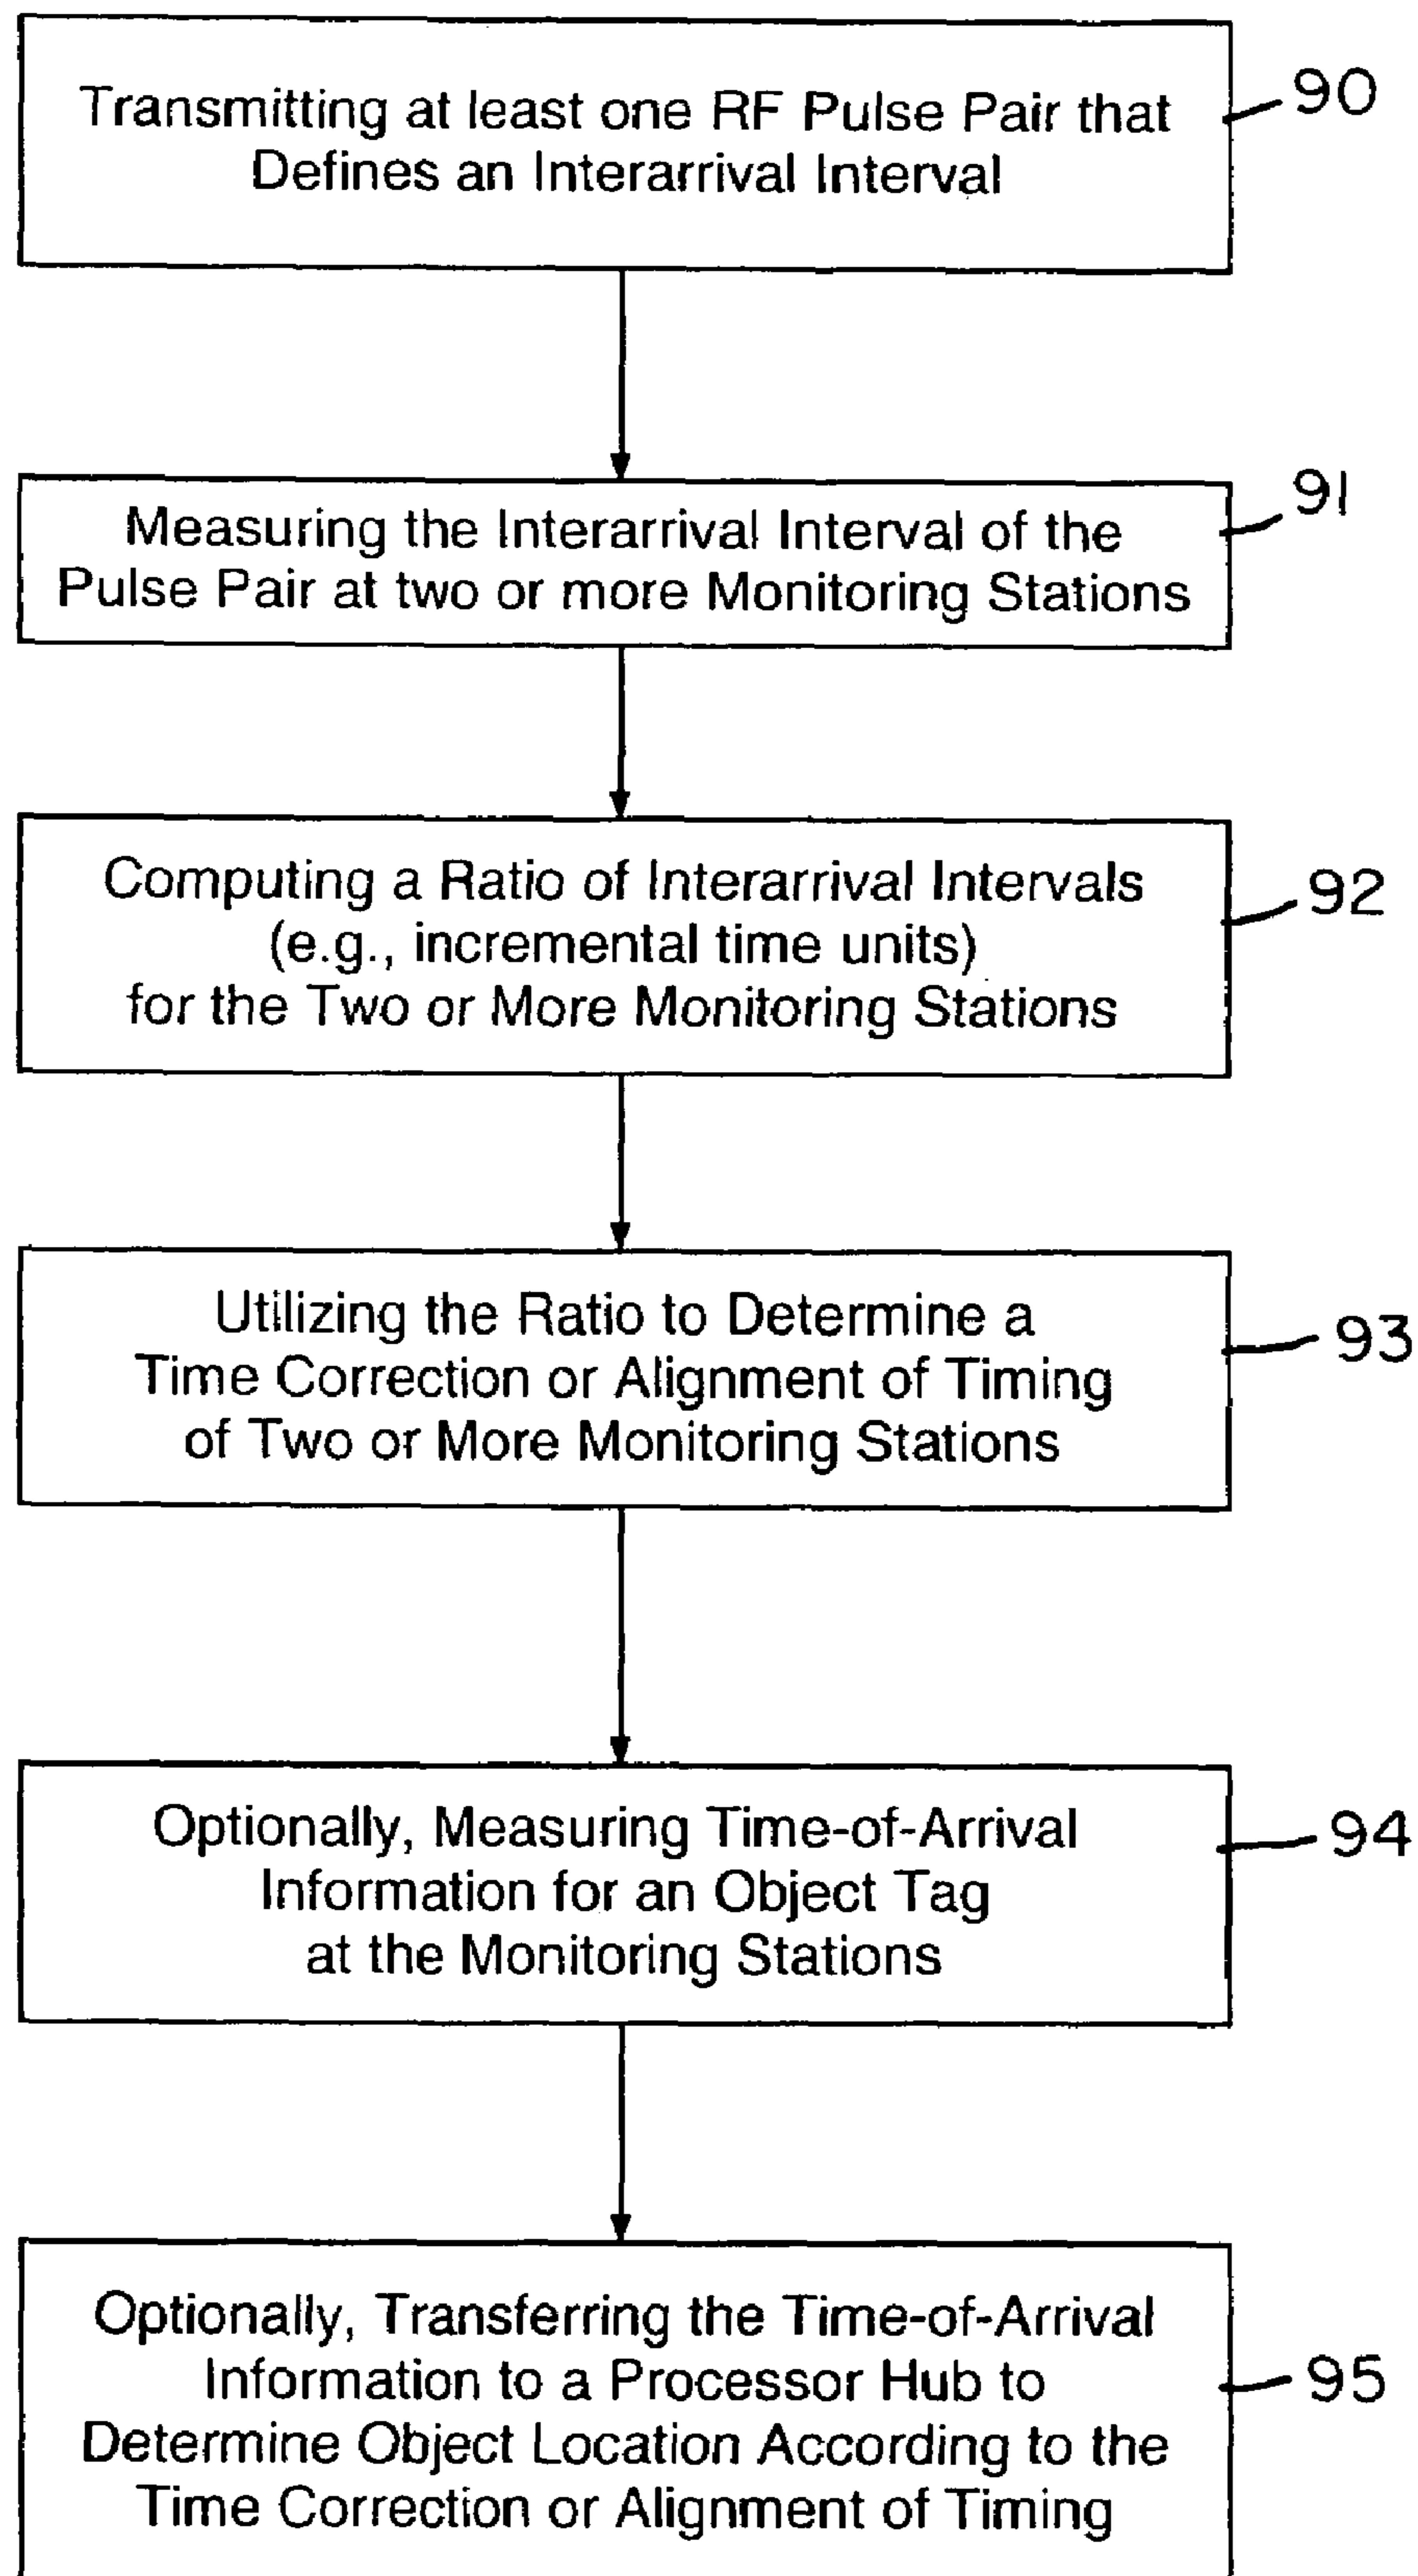 Transmitting at least one RF Pulse Pair that
Defines an Interarrival Interval
90
Measuring the Interarrival Interval of the
Pulse Pair at two or more Monitoring Stations
91
Computing a Ratio of Interarrival Intervals
(e.g., incremental time units)
for the Two or More Monitoring Stations
92
Utilizing the Ratio to Determine a
Time Correction or Alignment of Timing
of Two or More Monitoring Stations
93
Optionally, Measuring Time-of-Arrival
Information for an Object Tag
at the Monitoring Stations
94
Optionally, Transferring the Time-of-Arrival
Information to a Processor Hub to
Determine Object Location According to the
Time Correction or Alignment of Timing
95